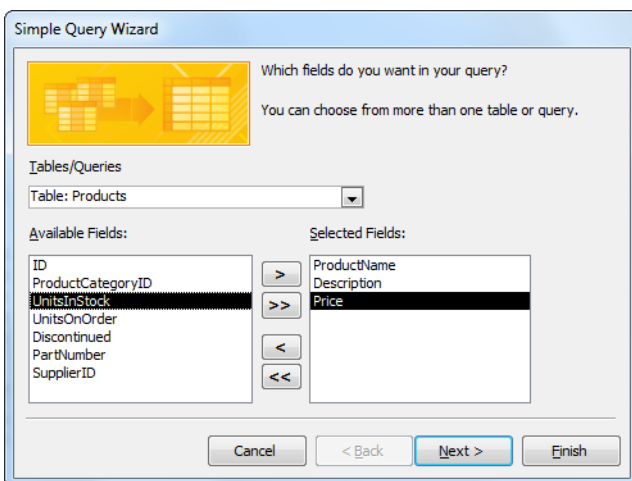 Simple Query Wizard
Which fields do you want in your query?
You can choose from more than one table or query.
Tables/Queries
Table: Products
Available Fields:
Selected Fields:
ID
ProductCategoryID
UnitsInStock
UnitsOnOrder
Discontinued
PartNumber
SupplierID
>
>>
<
<<
ProductName
Description
Price
Cancel
< Back
Next >
Finish